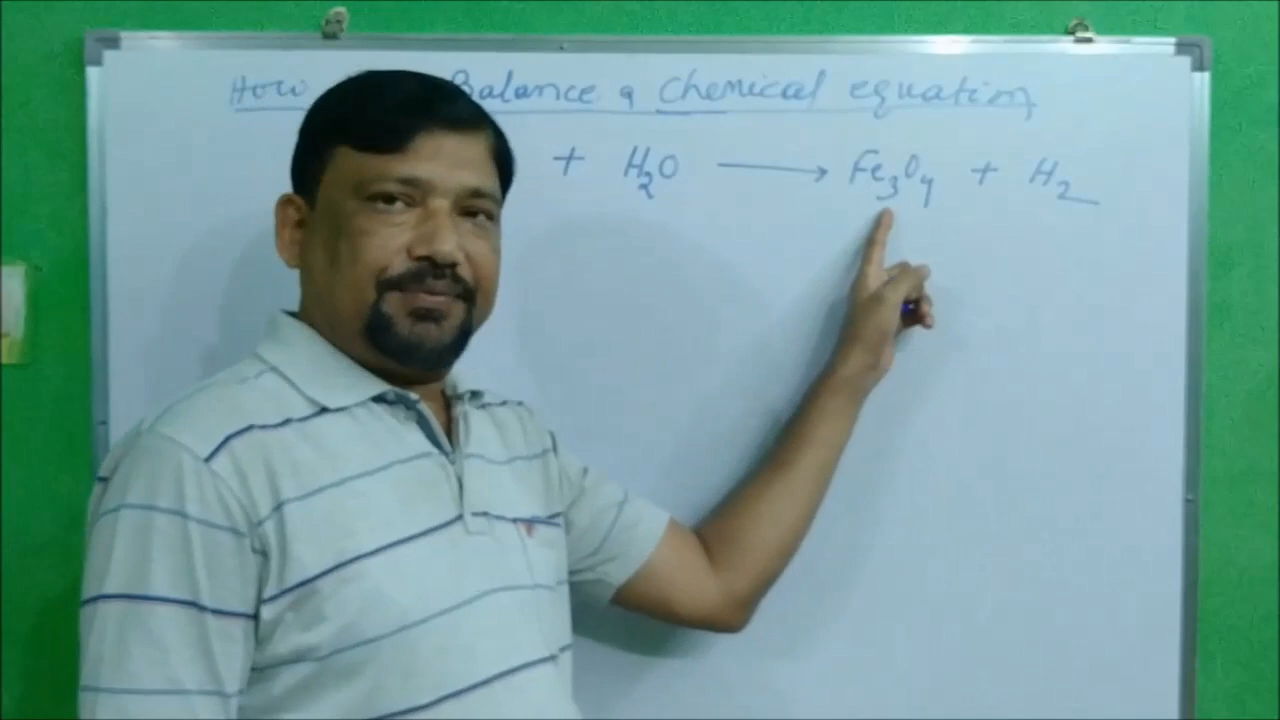 How Balance a Chemical equation
+ H₂O ⟶ Fe₃O₄ + H₂